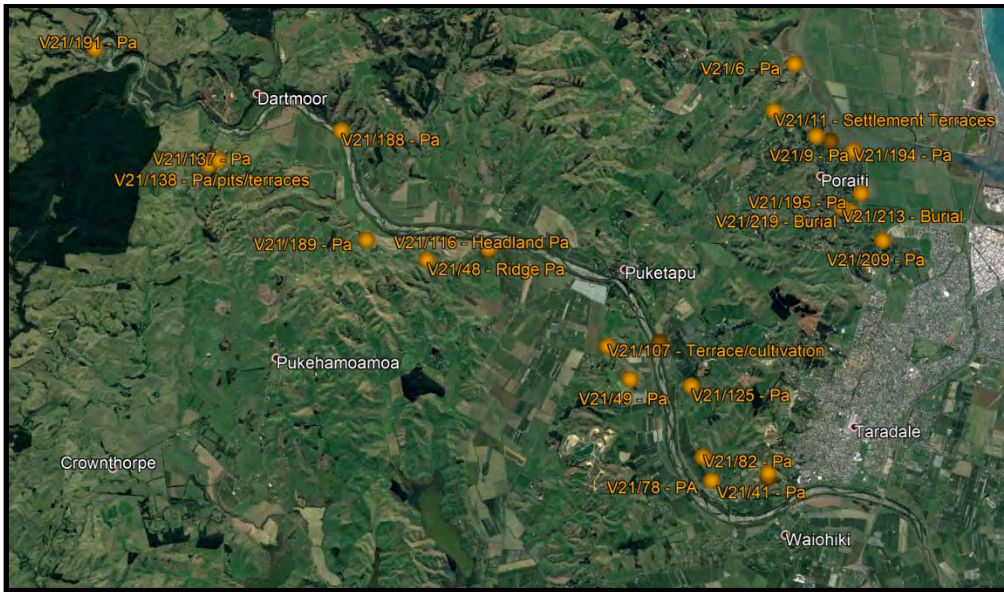 V21/191 - Pa
V21/6 - Pa
Dartmoor
V21/11 - Settlement Terraces
V21/188 - Pa
V21/9 - Pa
V21/194 - Pa
V21/137 - Pa
V21/138 - Pa/pits/terraces
Poraiti
V21/195 - Pa
V21/219 - Burial
V21/213 - Burial
V21/189 - Pa
V21/116 - Headland Pa
V21/209 - Pa
V21/48 - Ridge Pa
Puketapu
V21/107 - Terrace/cultivation
Pukehamoamoa
V21/49 - Pa
V21/125 - Pa
Taradale
Crownthorpe
V21/82 - Pa
V21/78 - PA
V21/41 - Pa
Waiohiki